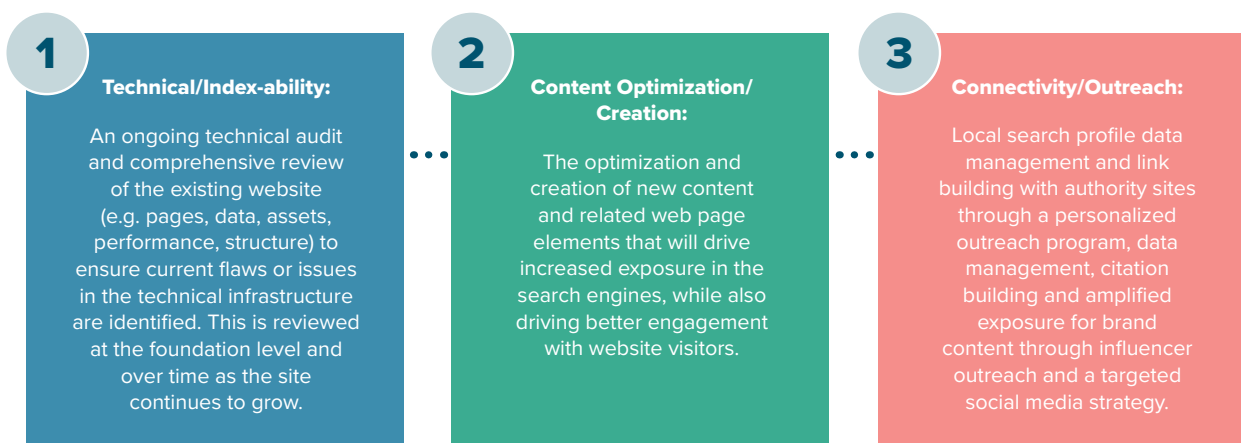 1
Technical/Index-ability:
An ongoing technical audit
and comprehensive review
of the existing website
(e.g. pages, data, assets,
performance, structure) to
ensure current flaws or issues
in the technical infrastructure
are identified. This is reviewed
at the foundation level and
over time as the site
continues to grow.
2
Content Optimization/
Creation:
The optimization and
creation of new content
and related web page
elements that will drive
increased exposure in the
search engines, while also
driving better engagement
with website visitors.
3
Connectivity/Outreach:
Local search profile data
management and link
building with authority sites
through a personalized
outreach program, data
management, citation
building and amplified
exposure for brand
content through influencer
outreach and a targeted
social media strategy.